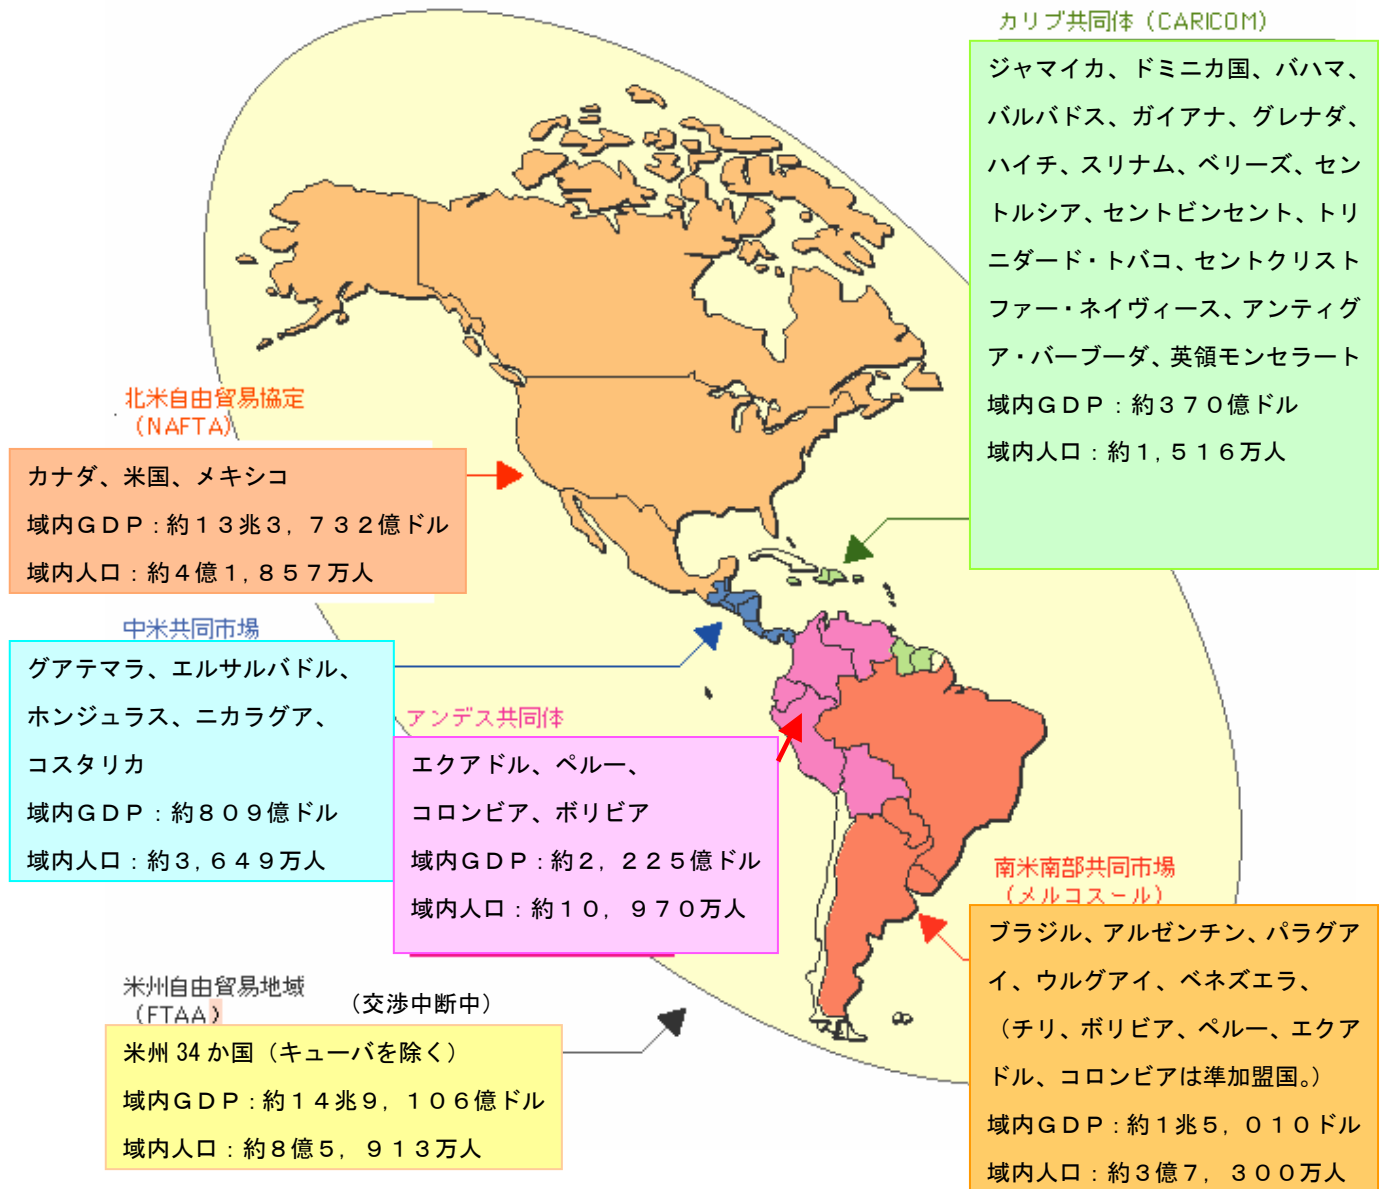 カリブ共同体（CARICOM）
ジャマイカ、ドミニカ国、バハマ、
バルバドス、ガイアナ、グレナダ、
ハイチ、スリナム、ベリーズ、セン
トルシア、セントビンセント、トリ
ニダード・トバコ、セントクリスト
ファー・ネイヴィース、アンティグ
ア・バーブーダ、英領モンセラート
域内ＧＤＰ：約３７０億ドル
域内人口：約１,５１６万人
北米自由貿易協定
（NAFTA）
カナダ、米国、メキシコ
域内ＧＤＰ：約１３兆３，７３２億ドル
域内人口：約４億１,８５７万人
中米共同市場
グアテマラ、エルサルバドル、
ホンジュラス、ニカラグア、
コスタリカ
域内ＧＤＰ：約８０９億ドル
域内人口：約３,６４９万人
アンデス共同体
エクアドル、ペルー、
コロンビア、ボリビア
域内ＧＤＰ：約２，２２５億ドル
域内人口：約１０，９７０万人
南米南部共同市場
（メルコスール）
ブラジル、アルゼンチン、パラグア
イ、ウルグアイ、ベネズエラ、
（チリ、ボリビア、ペルー、エクア
ドル、コロンビアは準加盟国。）
域内ＧＤＰ：約１兆５，０１０ドル
域内人口：約３億７，３００万人
米州自由貿易地域
（FTAA）
（交渉中断中）
米州 34 か国（キューバを除く）
域内ＧＤＰ：約１４兆９，１０６億ドル
域内人口：約８億５，９１３万人